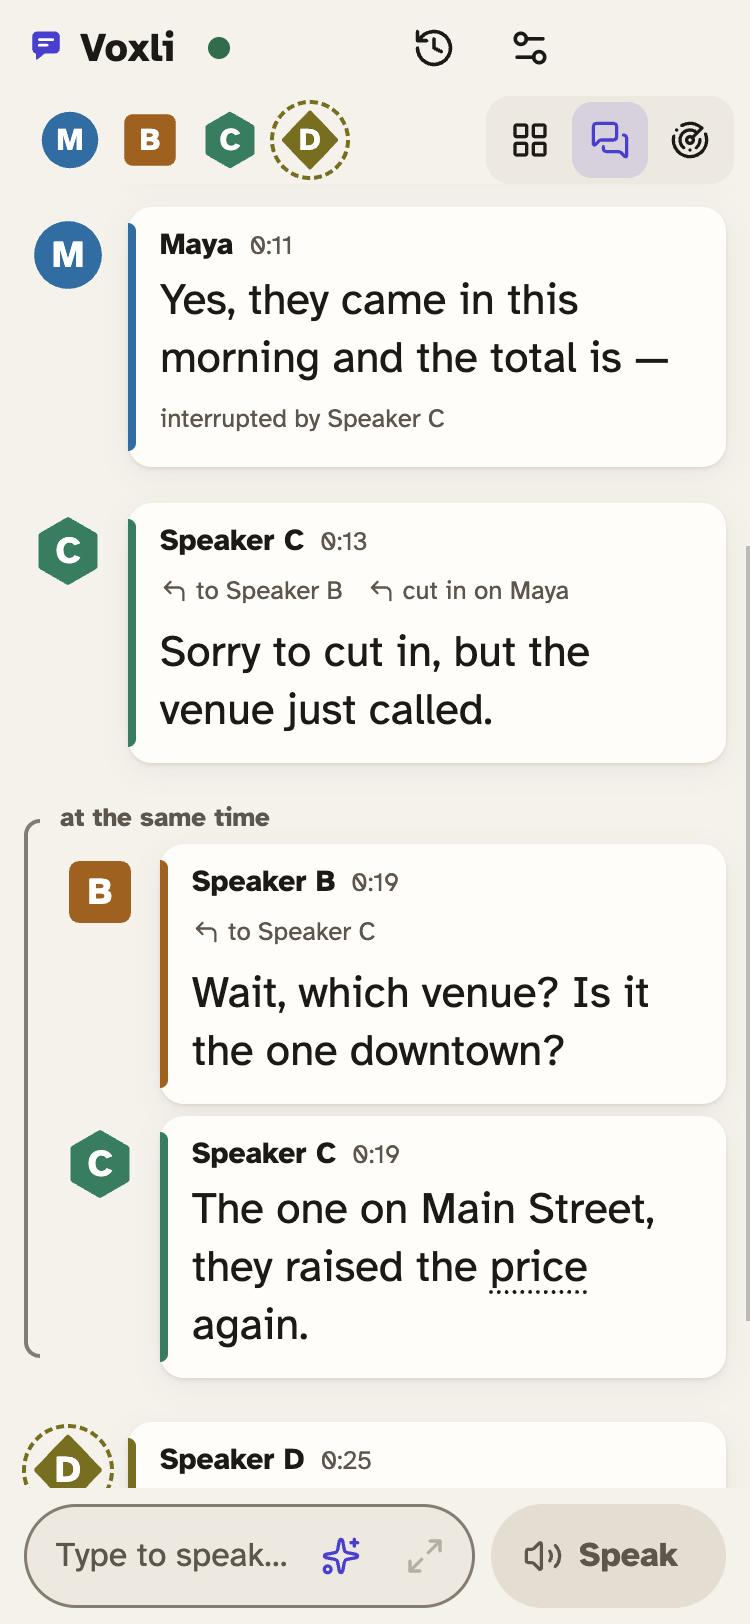 Voxli
M B C D
M
Maya 0:11
Yes, they came in this
morning and the total is —
interrupted by Speaker C
C
Speaker C 0:13
to Speaker B cut in on Maya
Sorry to cut in, but the
venue just called.
at the same time
B
Speaker B 0:19
to Speaker C
Wait, which venue? Is it
the one downtown?
C
Speaker C 0:19
The one on Main Street,
they raised the price
again.
D
Speaker D 0:25
Type to speak... Speak